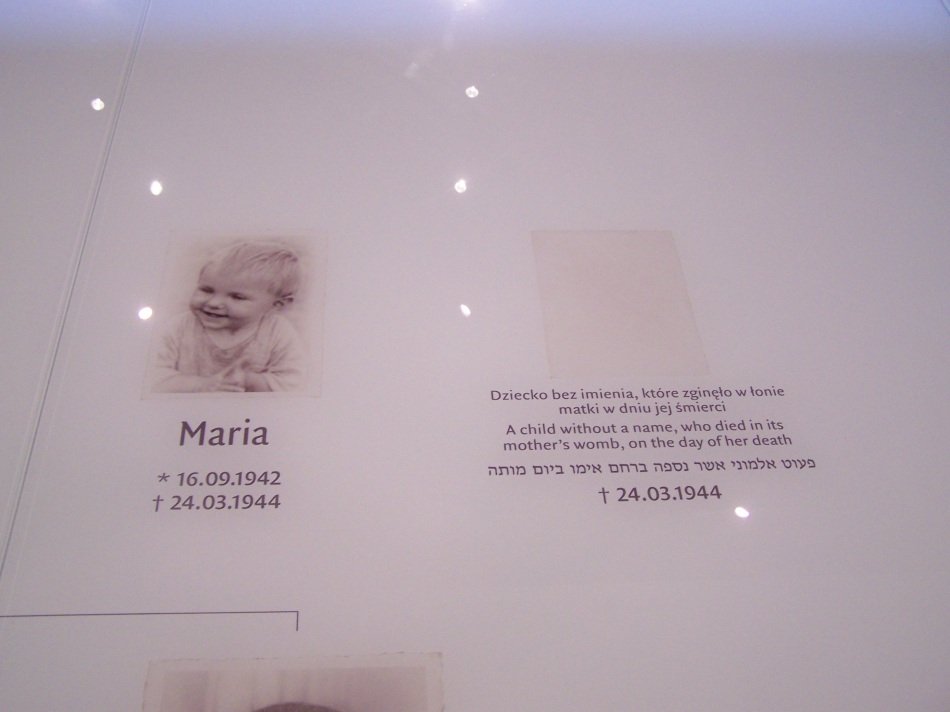 Maria
* 16.09.1942
† 24.03.1944
Dziecko bez imienia, które zginęło w łonie
matki w dniu jej śmierci
A child without a name, who died in its
mother's womb, on the day of her death
פעוט אלמוני אשר נספה ברחם אימו ביום מותה
† 24.03.1944